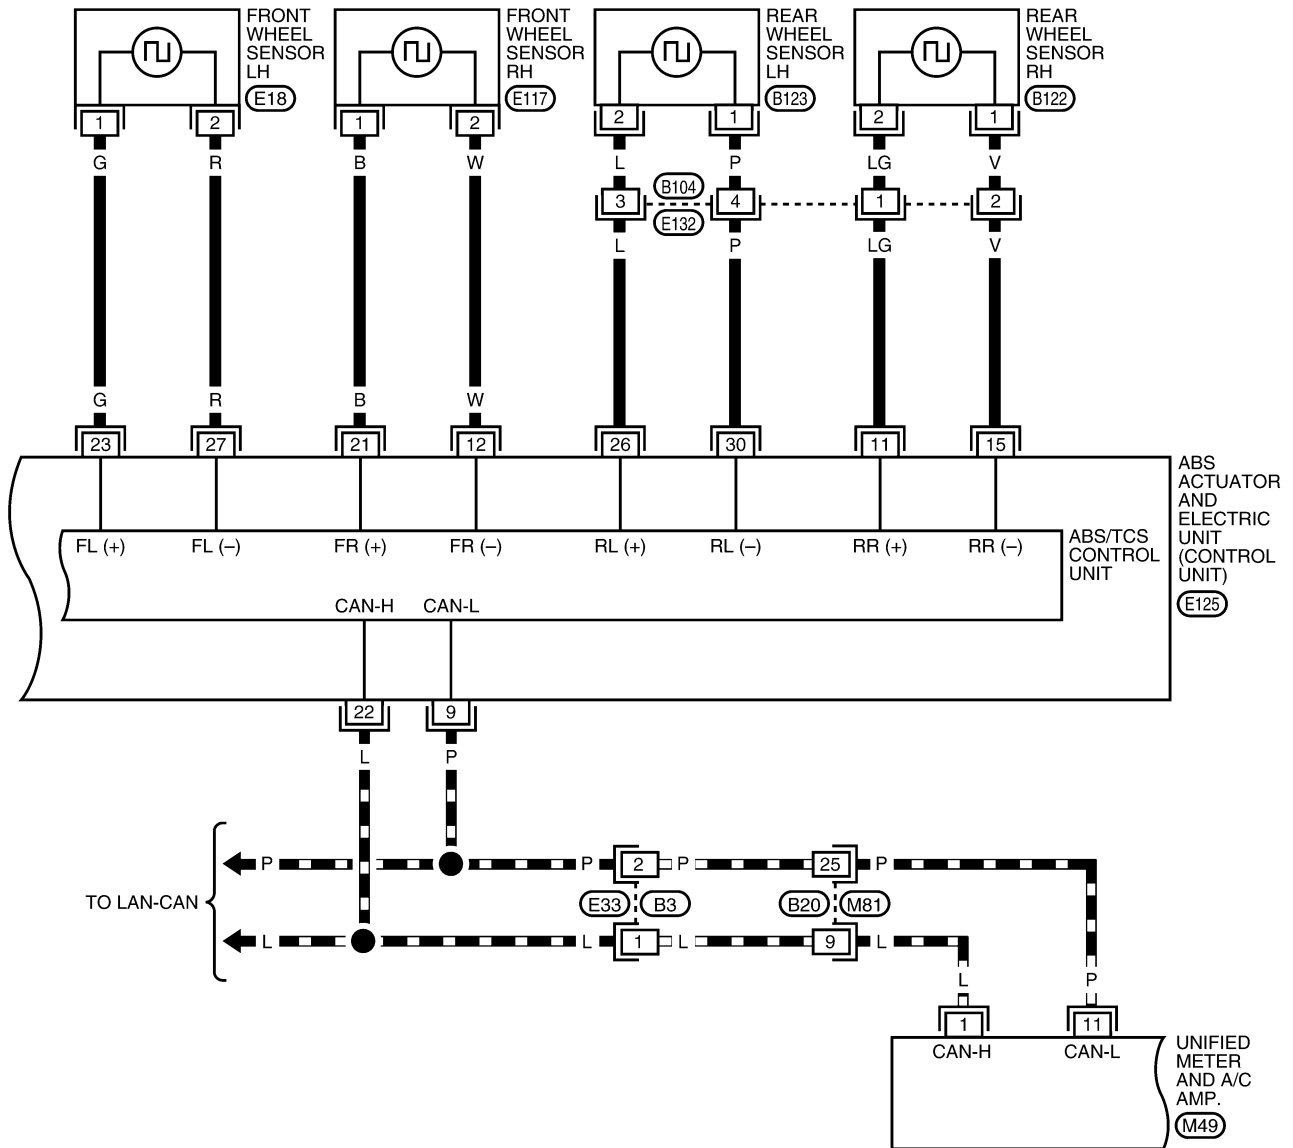 FRONT
WHEEL
SENSOR
LH
E18
FRONT
WHEEL
SENSOR
RH
E117
REAR
WHEEL
SENSOR
LH
B123
REAR
WHEEL
SENSOR
RH
B122
1 2 1 2 2 1 2 1
G R B W L P LG V
B104
3 4 1 2
E132
L P LG V
G R B W
23 27 21 12 26 30 11 15
ABS
ACTUATOR
AND
ELECTRIC
UNIT
(CONTROL
UNIT)
E125
FL (+) FL (–) FR (+) FR (–) RL (+) RL (–) RR (+) RR (–)
ABS/TCS
CONTROL
UNIT
CAN-H CAN-L
22 9
L P
P P 2 P 25 P
TO LAN-CAN
E33 B3 B20 M81
L L 1 L 9 L
L P
1 11
CAN-H CAN-L
UNIFIED
METER
AND A/C
AMP.
M49